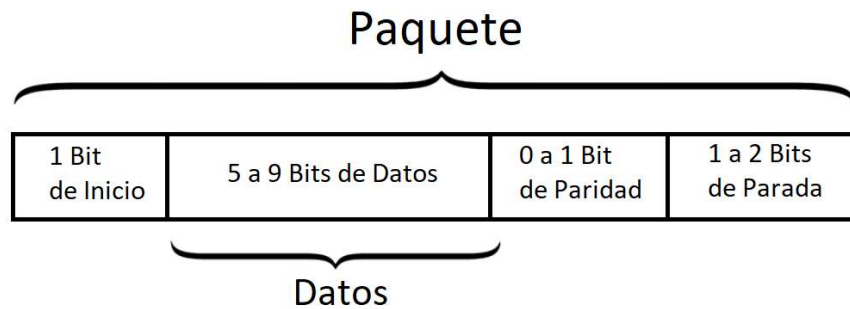 Paquete
1 Bit
de Inicio
5 a 9 Bits de Datos
0 a 1 Bit
de Paridad
1 a 2 Bits
de Parada
Datos